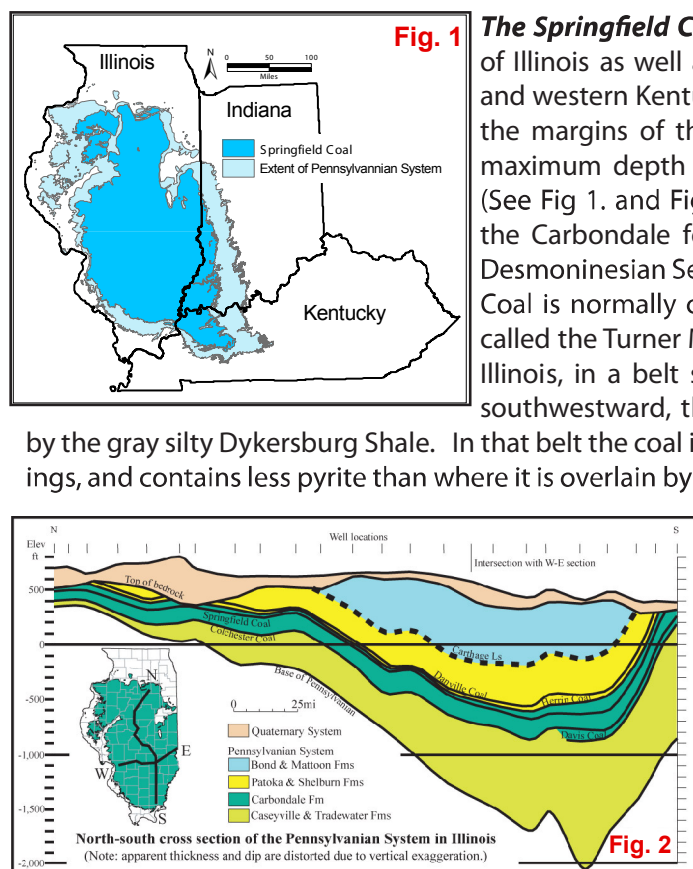 Fig. 1
Illinois
N
0 50 100
Miles
Indiana
Springfield Coal
Extent of Pennsylvannian System
Kentucky
The Springfield C
of Illinois as well
and western Kentu
the margins of th
maximum depth
(See Fig 1. and Fig
the Carbondale fo
Desmoninesian Se
Coal is normally c
called the Turner M
Illinois, in a belt s
southwestward, th
by the gray silty Dykersburg Shale. In that belt the coal i
ings, and contains less pyrite than where it is overlain by
N
Well locations
S
Elev
ft
Intersection with W-E section
Top of bedrock
500
Springfield Coal
Colchester Coal
0
Carthage Ls
Base of Pennsylvanian
Danville Coal
Herrin Coal
-500
Davis Coal
0 25mi
N
E
W
S
Quaternary System
Pennsylvanian System
Bond & Mattoon Fms
Patoka & Shelburn Fms
Carbondale Fm
Caseyville & Tradewater Fms
-1,000
-1,500
-2,000
North-south cross section of the Pennsylvanian System in Illinois
(Note: apparent thickness and dip are distorted due to vertical exaggeration.)
Fig. 2